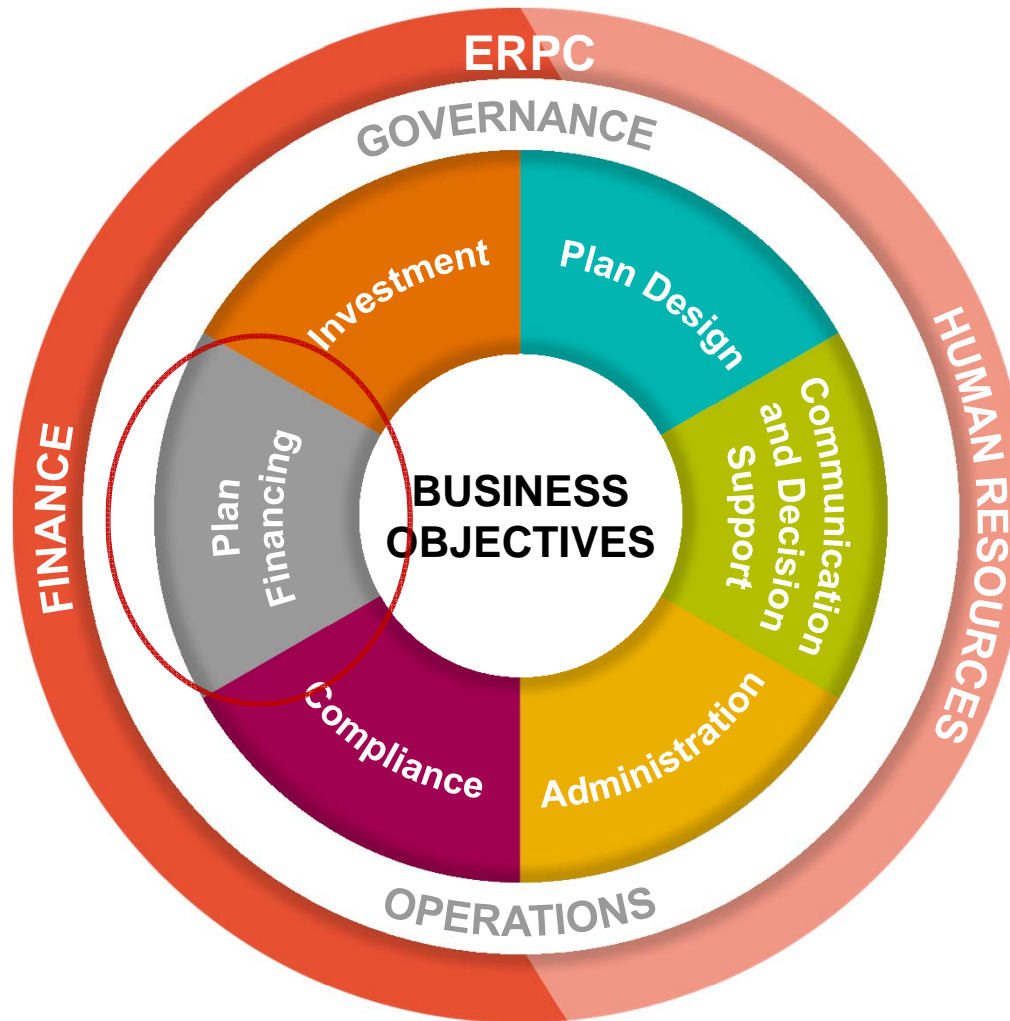 ERPC
GOVERNANCE
Investment
Plan Design
HUMAN RESOURCES
Communication
and Decision
Support
Plan
Financing
FINANCE
BUSINESS
OBJECTIVES
Compliance
Administration
OPERATIONS